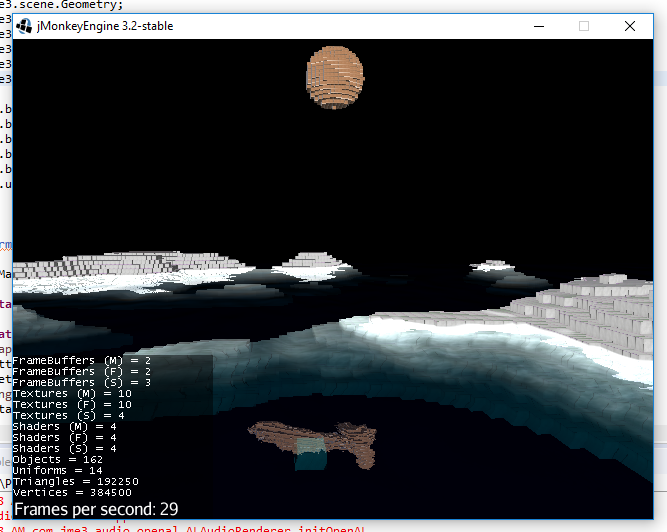 e3.scene.Geometry;
jMonkeyEngine 3.2-stable
FrameBuffers (M) = 2
FrameBuffers (F) = 2
FrameBuffers (S) = 3
Textures (M) = 10
Textures (F) = 10
Textures (S) = 4
Shaders (M) = 4
Shaders (F) = 4
Shaders (S) = 4
Objects = 162
Uniforms = 14
Triangles = 192250
Vertices = 384500
Frames per second: 29
AM com.jme3.audio.openal.ALAudioRenderer initOpenAL